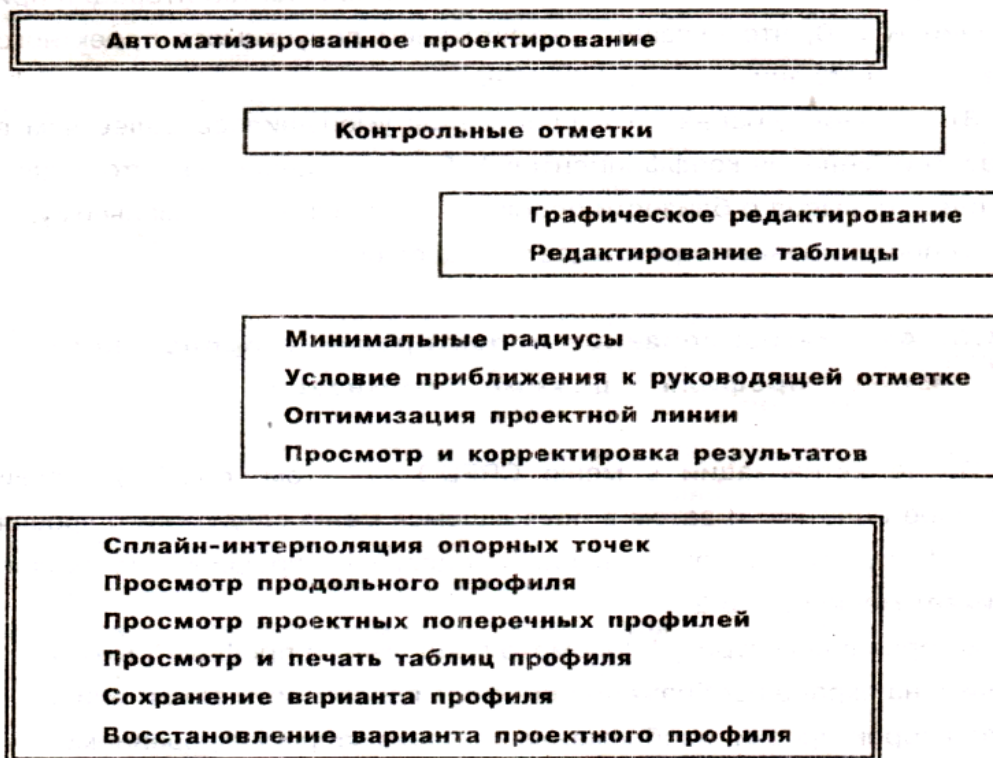 Автоматизированное проектирование
Контрольные отметки
Графическое редактирование
Редактирование таблицы
Минимальные радиусы
Условие приближения к руководящей отметке
Оптимизация проектной линии
Просмотр и корректировка результатов
Сплайн-интерполяция опорных точек
Просмотр продольного профиля
Просмотр проектных поперечных профилей
Просмотр и печать таблиц профиля
Сохранение варианта профиля
Восстановление варианта проектного профиля